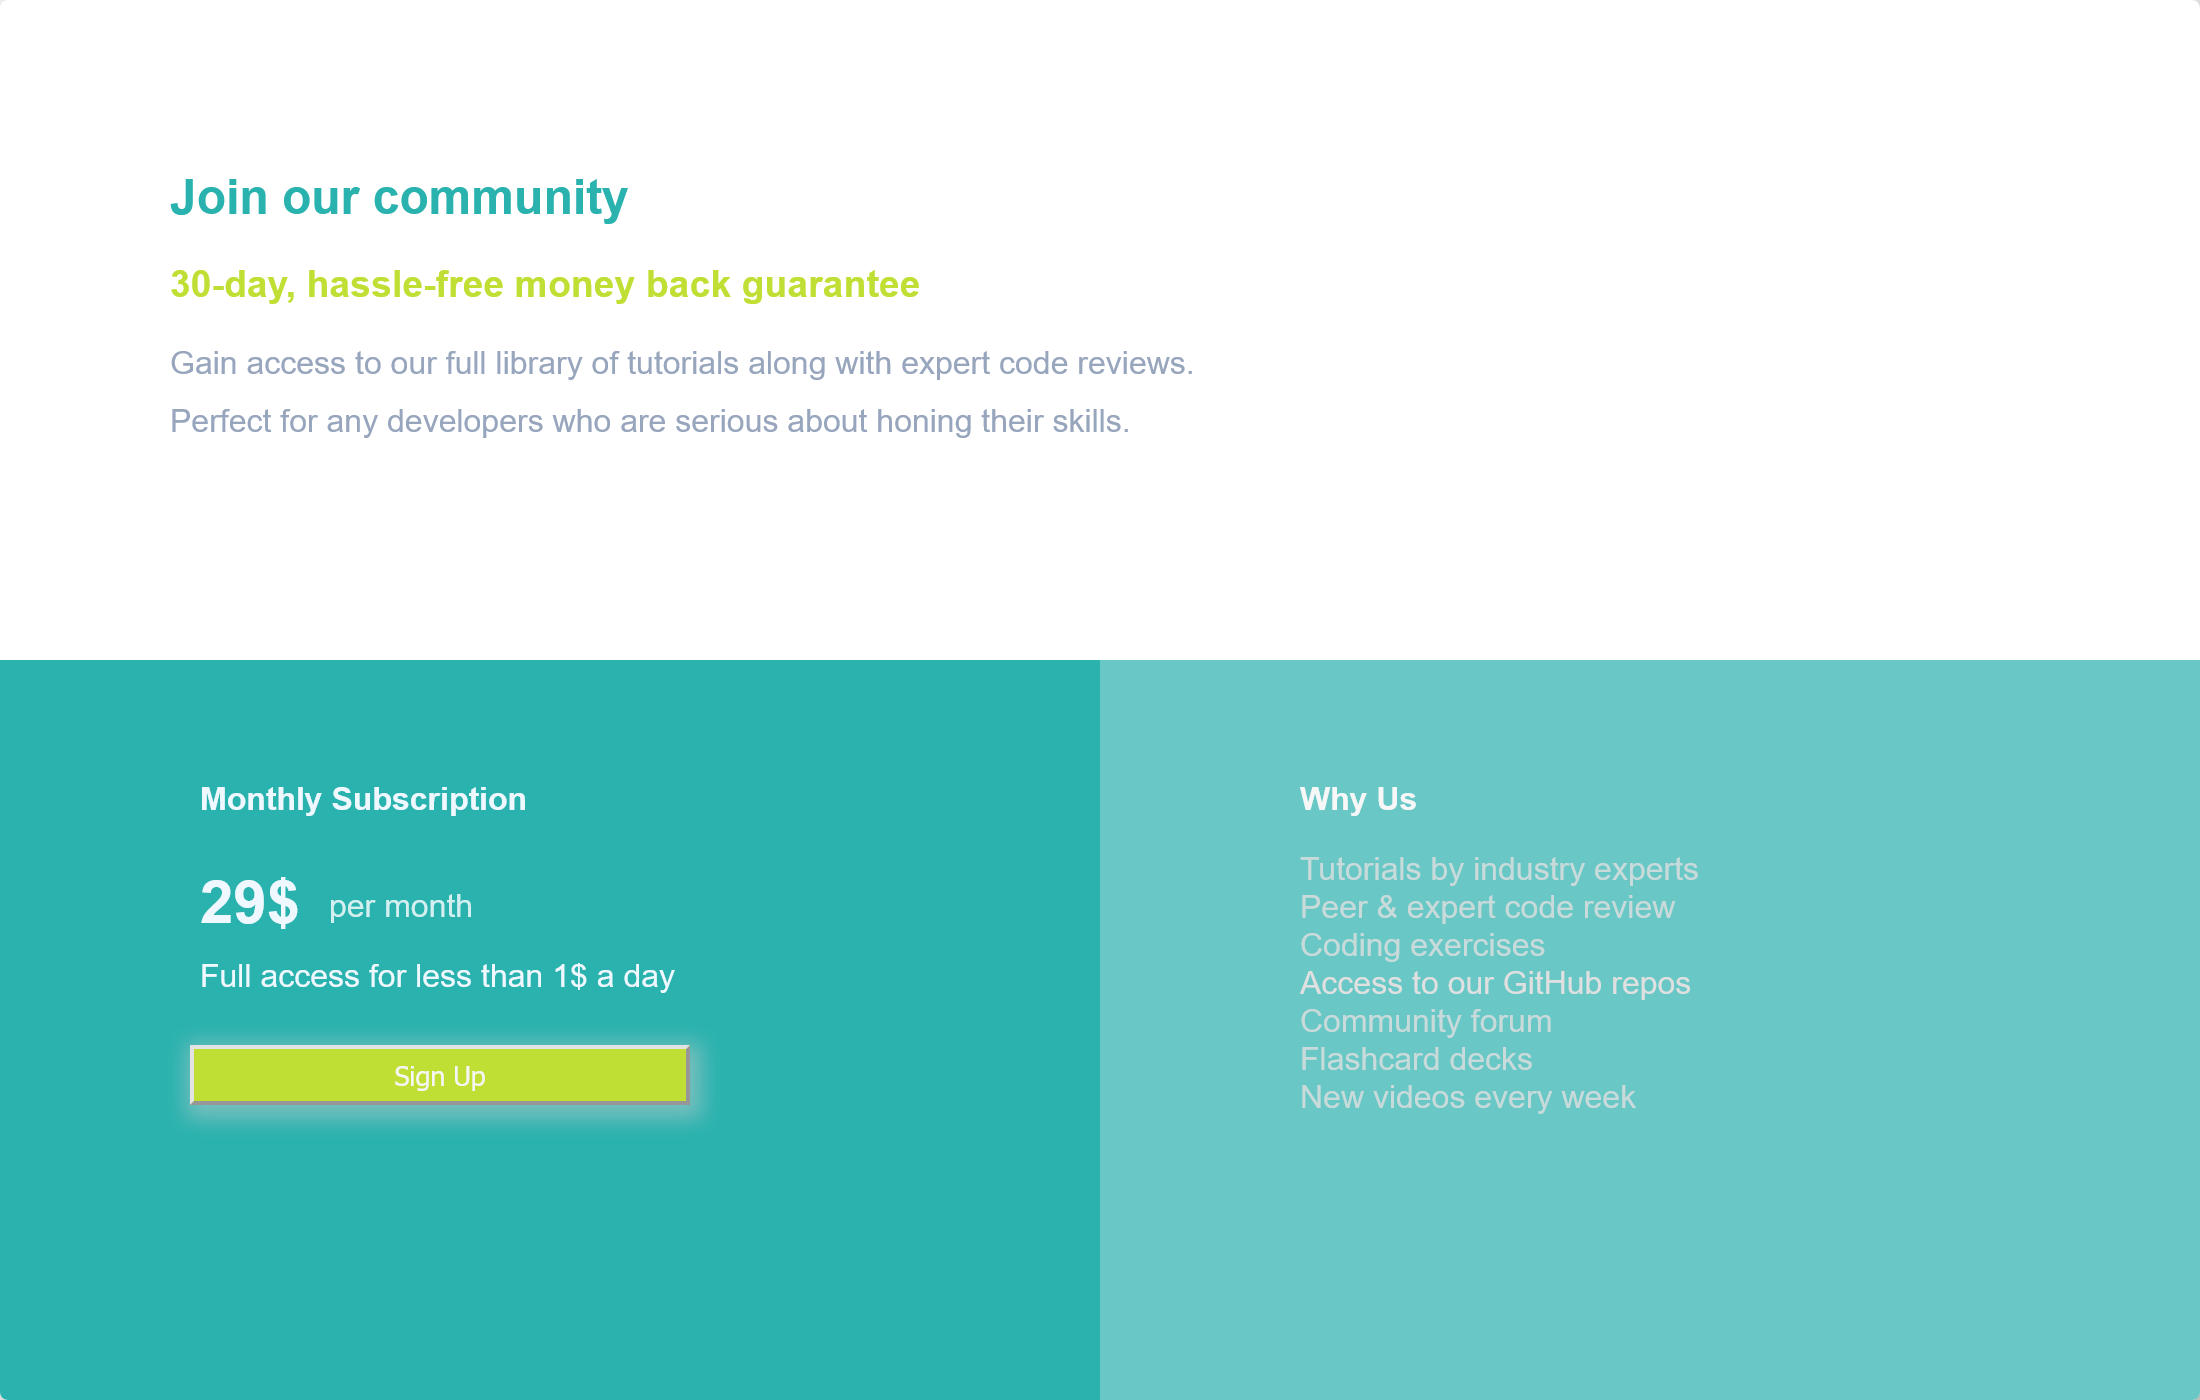 Join our community
30-day, hassle-free money back guarantee
Gain access to our full library of tutorials along with expert code reviews.
Perfect for any developers who are serious about honing their skills.
Monthly Subscription
29$ per month
Full access for less than 1$ a day
Sign Up
Why Us
Tutorials by industry experts
Peer & expert code review
Coding exercises
Access to our GitHub repos
Community forum
Flashcard decks
New videos every week